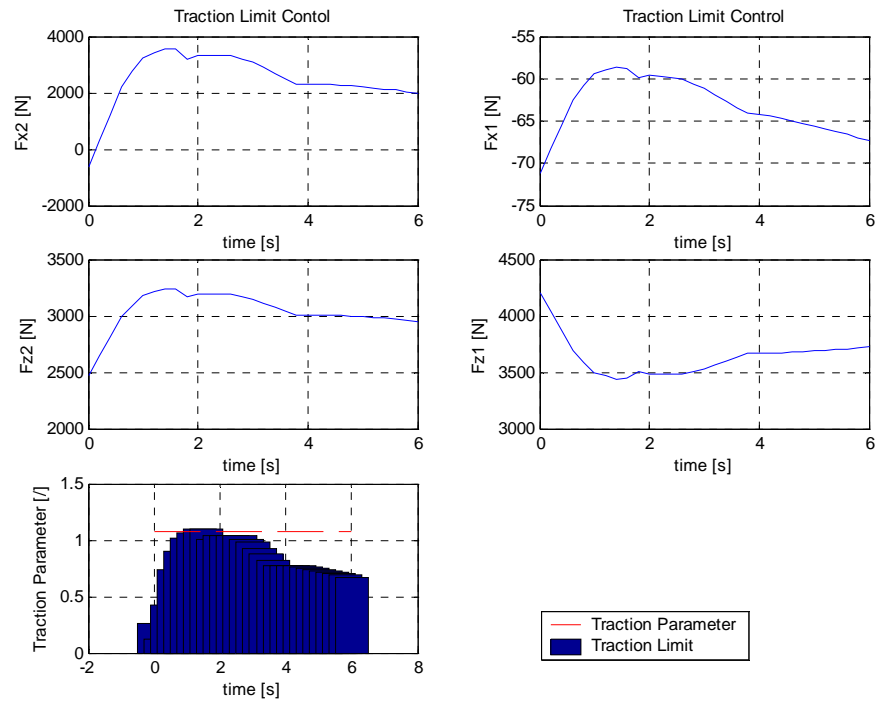 Traction Limit Contol
4000
2000
0
-2000
Fx2 [N]
0 2 4 6
time [s]
Traction Limit Control
-55
-60
-65
-70
-75
Fx1 [N]
0 2 4 6
time [s]
3500
3000
2500
2000
Fz2 [N]
0 2 4 6
time [s]
4500
4000
3500
3000
Fz1 [N]
0 2 4 6
time [s]
1.5
1
0.5
0
Traction Parameter [/]
-2 0 2 4 6 8
time [s]
Traction Parameter
Traction Limit